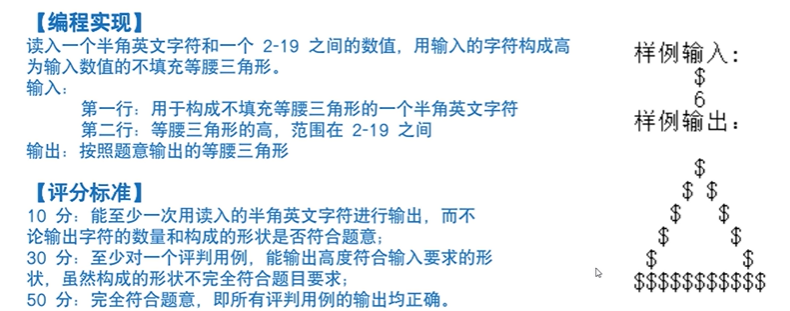 【编程实现】
读入一个半角英文字符和一个 2-19 之间的数值，用输入的字符构成高
为输入数值的不填充等腰三角形。
输入：
第一行：用于构成不填充等腰三角形的一个半角英文字符
第二行：等腰三角形的高，范围在 2-19 之间
输出：按照题意输出的等腰三角形
【评分标准】
10 分：能至少一次用读入的半角英文字符进行输出，而不
论输出字符的数量和构成的形状是否符合题意；
30 分：至少对一个评判用例，能输出高度符合输入要求的形
状，虽然构成的形状不完全符合题目要求；
50 分：完全符合题意，即所有评判用例的输出均正确。
样例输入：
$
6
样例输出：
$
$ $
$ $
$ $
$ $
$$$$$$$$$$$